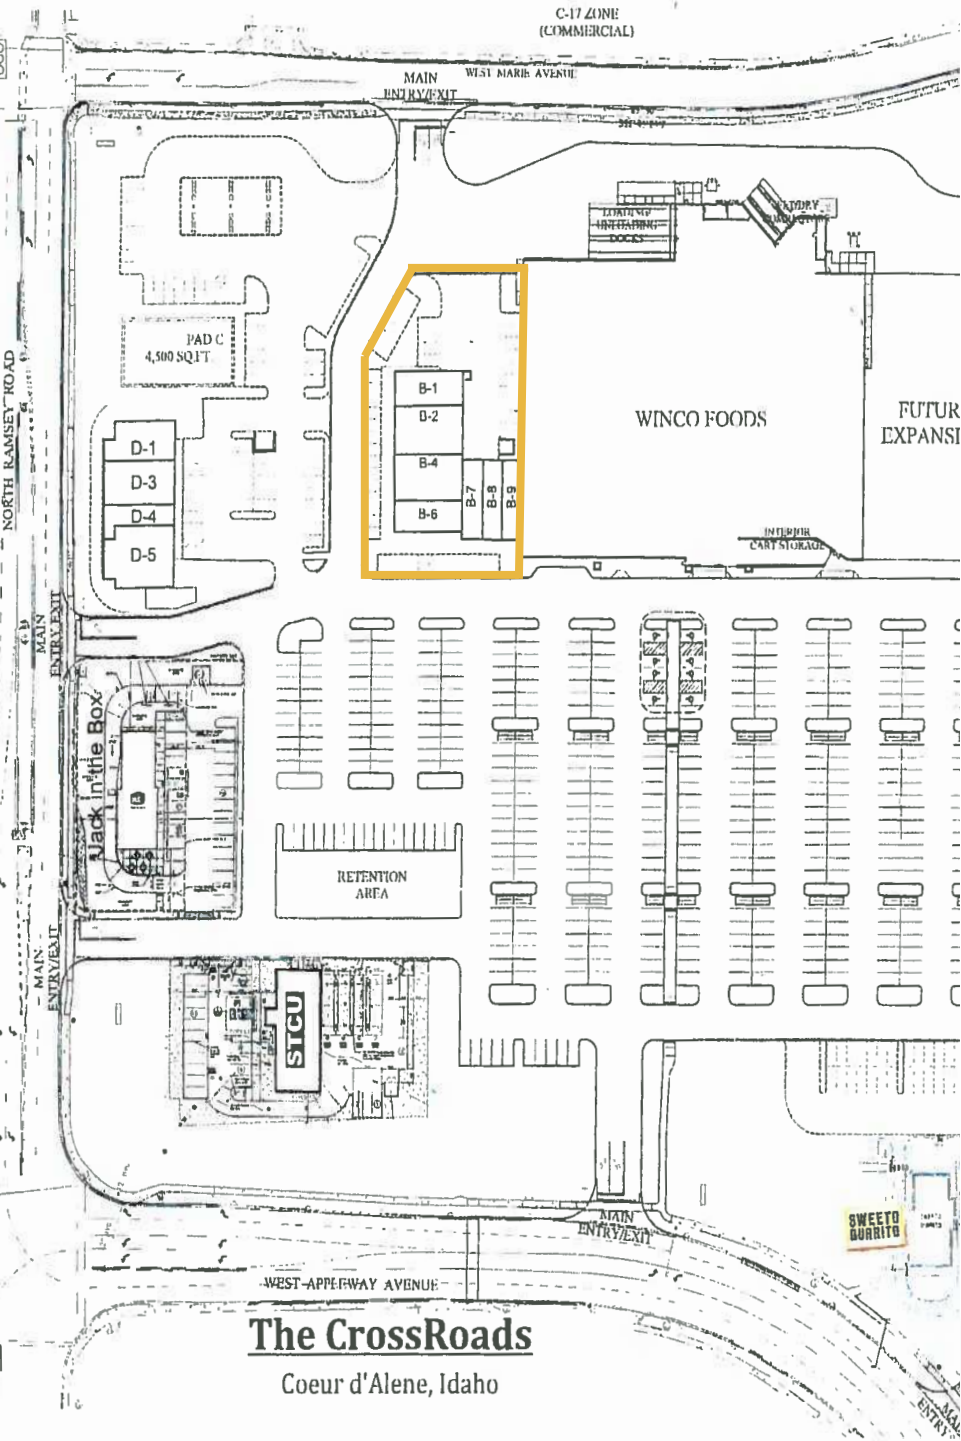 C-17 ZONE
(COMMERCIAL)
WEST MARIE AVENUE
MAIN
ENTRY/EXIT
LOADING/
UNLOADING
DOCKS
PAD C
4,500 SQ.FT.
NORTH RAMSEY ROAD
B-1
B-2
B-4
B-6
B-7
B-8
B-9
D-1
D-3
D-4
D-5
WINCO FOODS
FUTUR
EXPANSI
INTERIOR
CART STORAGE
MAIN
ENTRY/EXIT
Jack in the Box
RETENTION
AREA
MAIN
ENTRY/EXIT
STCU
MAIN
ENTRY/EXIT
SWEETO
BURRITO
WEST APPLEWAY AVENUE
The CrossRoads
Coeur d'Alene, Idaho
MAI
ENTRY